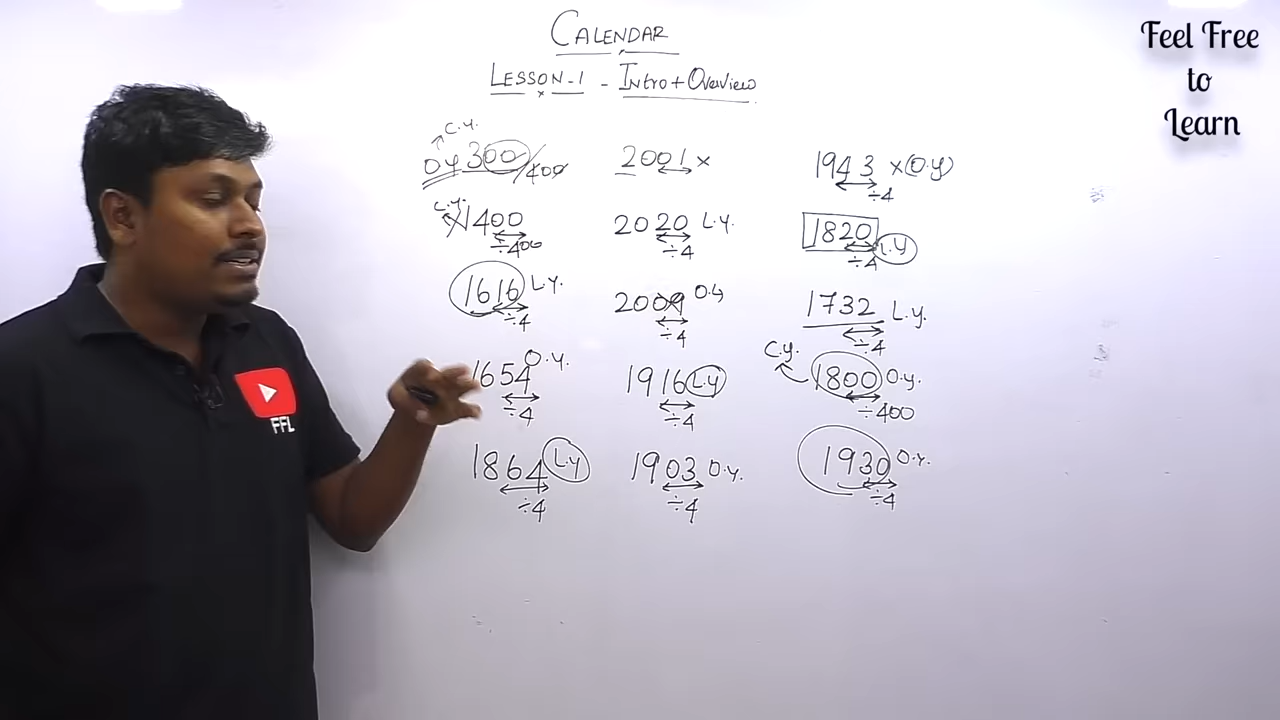 Feel Free
to
Learn
CALENDAR
LESSON-1 - Intro + Overview
C.Y.
O.Y 300/400
2001 ×
1943 × (O.Y)
÷4
C.Y.
1400
÷400
2020 L.Y.
÷4
1820 L.Y
÷4
1616 L.Y.
÷4
2009 O.Y
÷4
1732 L.Y.
÷4
1654 O.Y.
÷4
1916 L.Y
÷4
C.Y.
1800 O.Y.
÷400
1864 L.Y
÷4
1903 O.Y.
÷4
1930 O.Y.
÷4
FFL